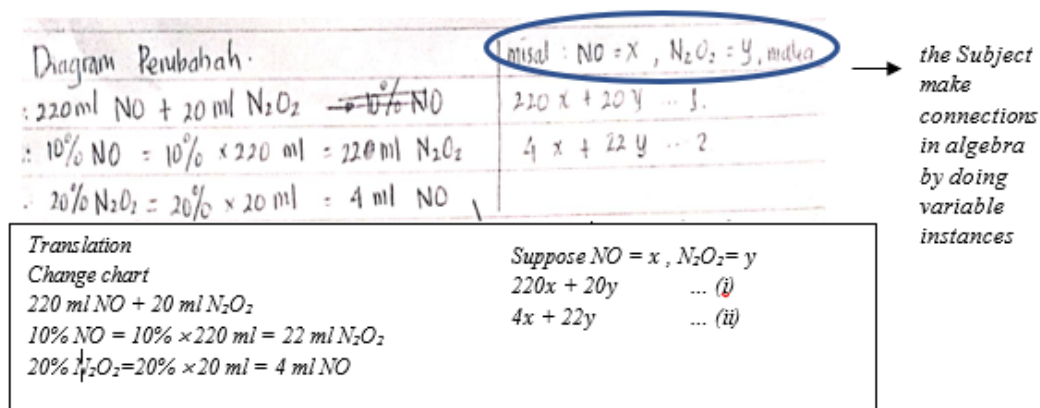 Diagram Perubahah.
misal : NO = x , N₂O₂ = y, maka
: 220 ml NO + 20 ml N₂O₂ → 10% NO
220 x + 20 y ... 1.
: 10% NO = 10% × 220 ml = 220 ml N₂O₂
4 x + 22 y ... 2
: 20% N₂O₂ = 20% × 20 ml = 4 ml NO
the Subject
make
connections
in algebra
by doing
variable
instances
Translation
Change chart
220 ml NO + 20 ml N₂O₂
10% NO = 10% ×220 ml = 22 ml N₂O₂
20% N₂O₂=20% ×20 ml = 4 ml NO
Suppose NO = x , N₂O₂= y
220x + 20y ... (i)
4x + 22y ... (ii)